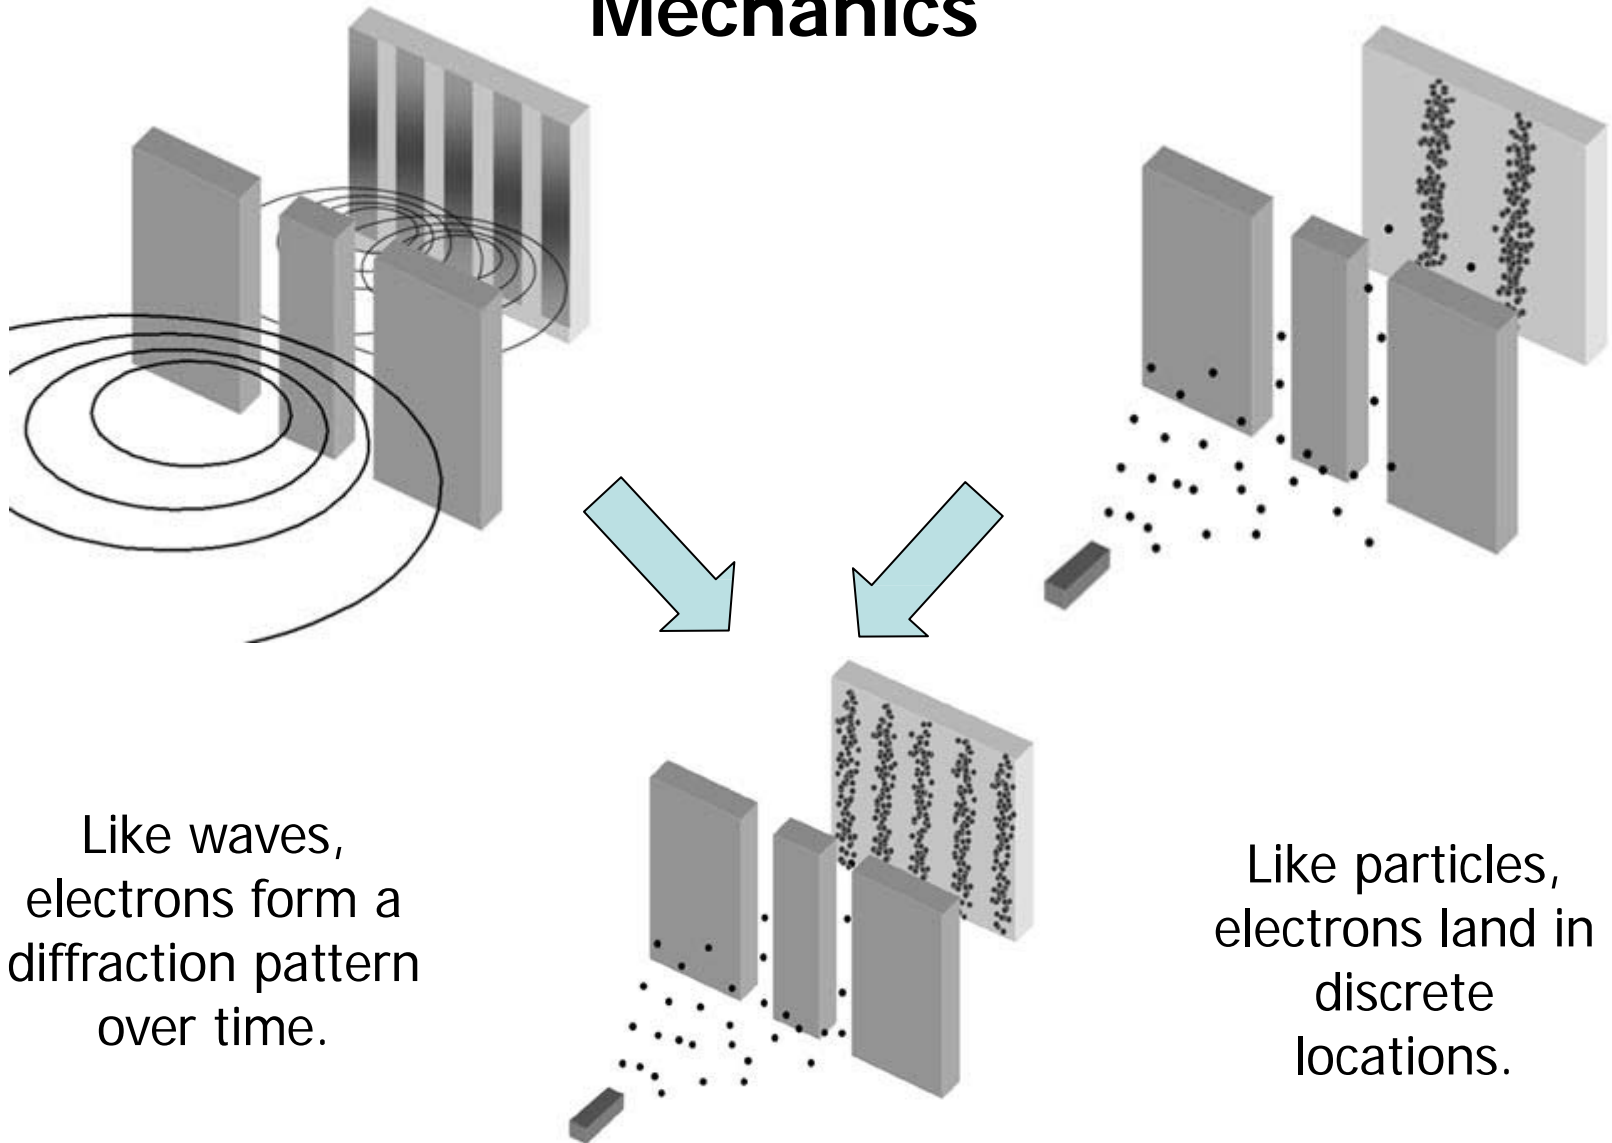 Mechanics
Like waves,
electrons form a
diffraction pattern
over time.
Like particles,
electrons land in
discrete
locations.